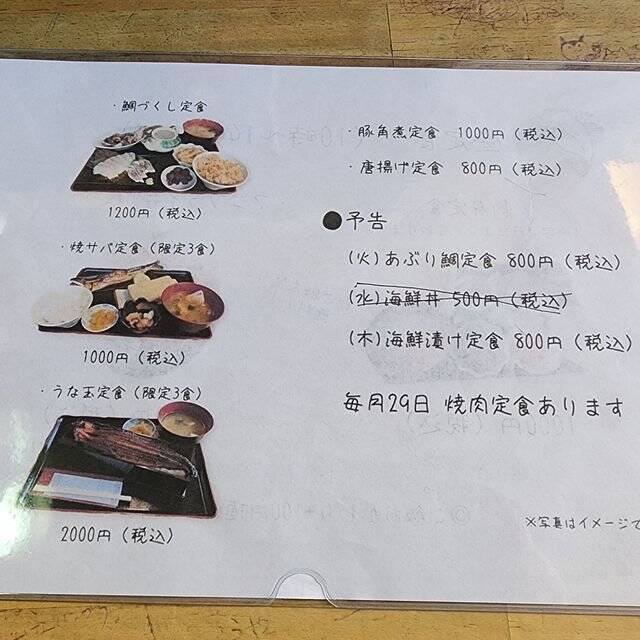 ・鯛づくし定食
1200円（税込）
・焼サバ定食（限定3食）
1000円（税込）
・うな玉定食（限定3食）
2000円（税込）
・豚角煮定食 1000円（税込）
・唐揚げ定食 800円（税込）
●予告
（火）あぶり鯛定食 800円（税込）
（水）海鮮丼 500円（税込）
（木）海鮮漬け定食 800円（税込）
毎月29日 焼肉定食あります
※写真はイメージで